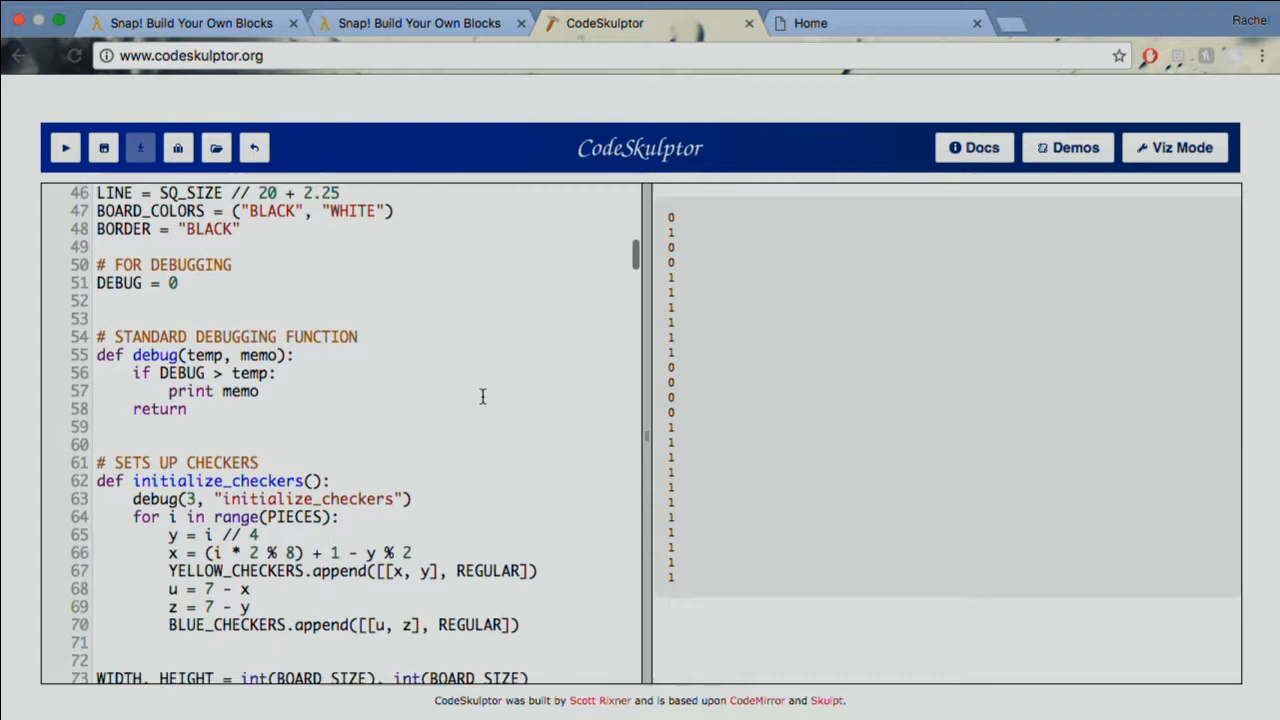 Snap! Build Your Own Blocks
Snap! Build Your Own Blocks
CodeSkulptor
Home
Rachel
www.codeskulptor.org
CodeSkulptor
Docs
Demos
Viz Mode
46 LINE = SQ_SIZE // 20 + 2.25
47 BOARD_COLORS = ("BLACK", "WHITE")
48 BORDER = "BLACK"
49
50 # FOR DEBUGGING
51 DEBUG = 0
52
53
54 # STANDARD DEBUGGING FUNCTION
55 def debug(temp, memo):
56 if DEBUG > temp:
57 print memo
58 return
59
60
61 # SETS UP CHECKERS
62 def initialize_checkers():
63 debug(3, "initialize_checkers")
64 for i in range(PIECES):
65 y = i // 4
66 x = (i * 2 % 8) + 1 - y % 2
67 YELLOW_CHECKERS.append([[x, y], REGULAR])
68 u = 7 - x
69 z = 7 - y
70 BLUE_CHECKERS.append([[u, z], REGULAR])
71
72
73 WIDTH, HEIGHT = int(BOARD_SIZE), int(BOARD_SIZE)
0
1
0
0
1
1
1
1
1
1
0
0
0
0
1
1
1
1
1
1
1
1
1
1
1
CodeSkulptor was built by Scott Rixner and is based upon CodeMirror and Skulpt.